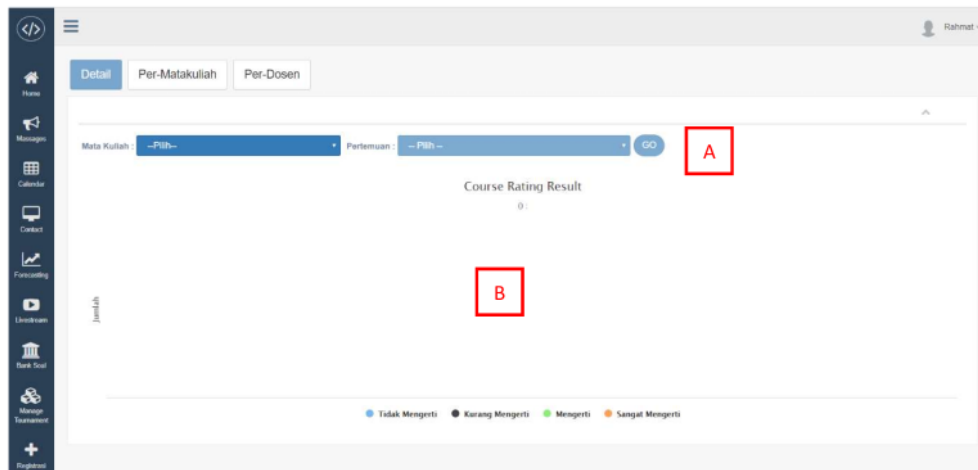 </>
Rahmat
Home
Massages
Calendar
Contact
Forecasting
Livestream
Bank Soal
Manage
Tournament
Registrasi
Detail
Per-Matakuliah
Per-Dosen
Mata Kuliah : --Pilih-- Pertemuan : -- Pilih -- GO
A
Course Rating Result
0 :
B
Jumlah
Tidak Mengerti Kurang Mengerti Mengerti Sangat Mengerti